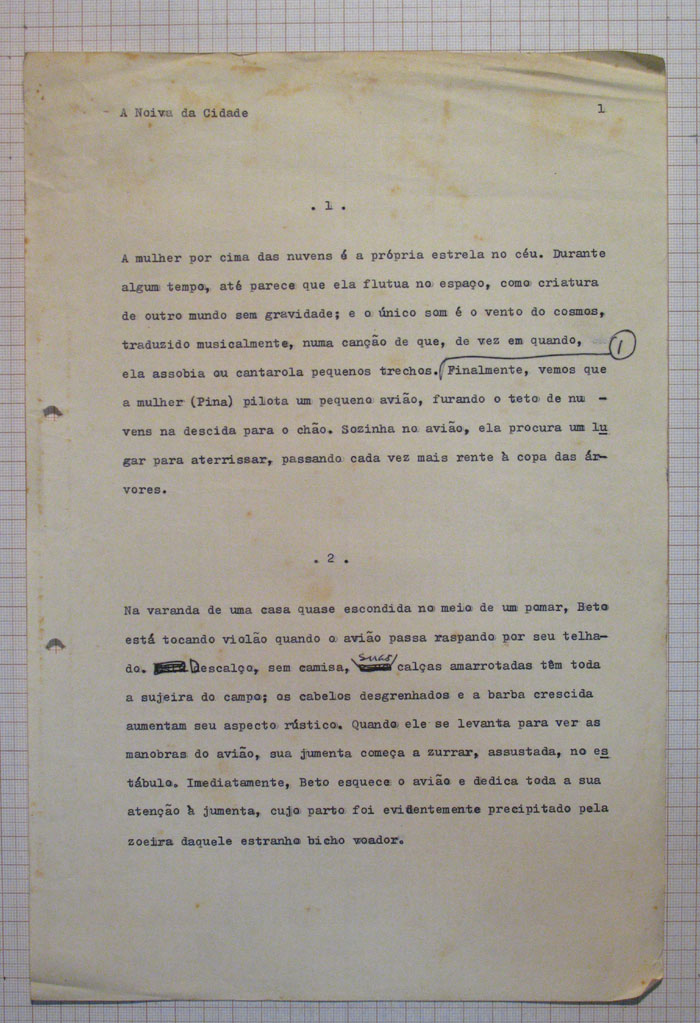 A Noiva da Cidade 1
. 1 .
A mulher por cima das nuvens é a própria estrela no céu. Durante
algum tempo, até parece que ela flutua no espaço, como criatura
de outro mundo sem gravidade; e o único som é o vento do cosmos,
traduzido musicalmente, numa canção de que, de vez em quando,
1
ela assobia ou cantarola pequenos trechos. Finalmente, vemos que
a mulher (Pina) pilota um pequeno avião, furando o teto de nu -
vens na descida para o chão. Sozinha no avião, ela procura um lu
gar para aterrissar, passando cada vez mais rente à copa das ár-
vores.
. 2 .
Na varanda de uma casa quase escondida no meio de um pomar, Beto
está tocando violão quando o avião passa raspando por seu telha-
suas
do. Descalço, sem camisa, calças amarrotadas têm toda
a sujeira do campo; os cabelos desgrenhados e a barba crescida
aumentam seu aspecto rústico. Quando ele se levanta para ver as
manobras do avião, sua jumenta começa a zurrar, assustada, no es
tábulo. Imediatamente, Beto esquece o avião e dedica toda a sua
atenção à jumenta, cujo parto foi evidentemente precipitado pela
zoeira daquele estranho bicho voador.